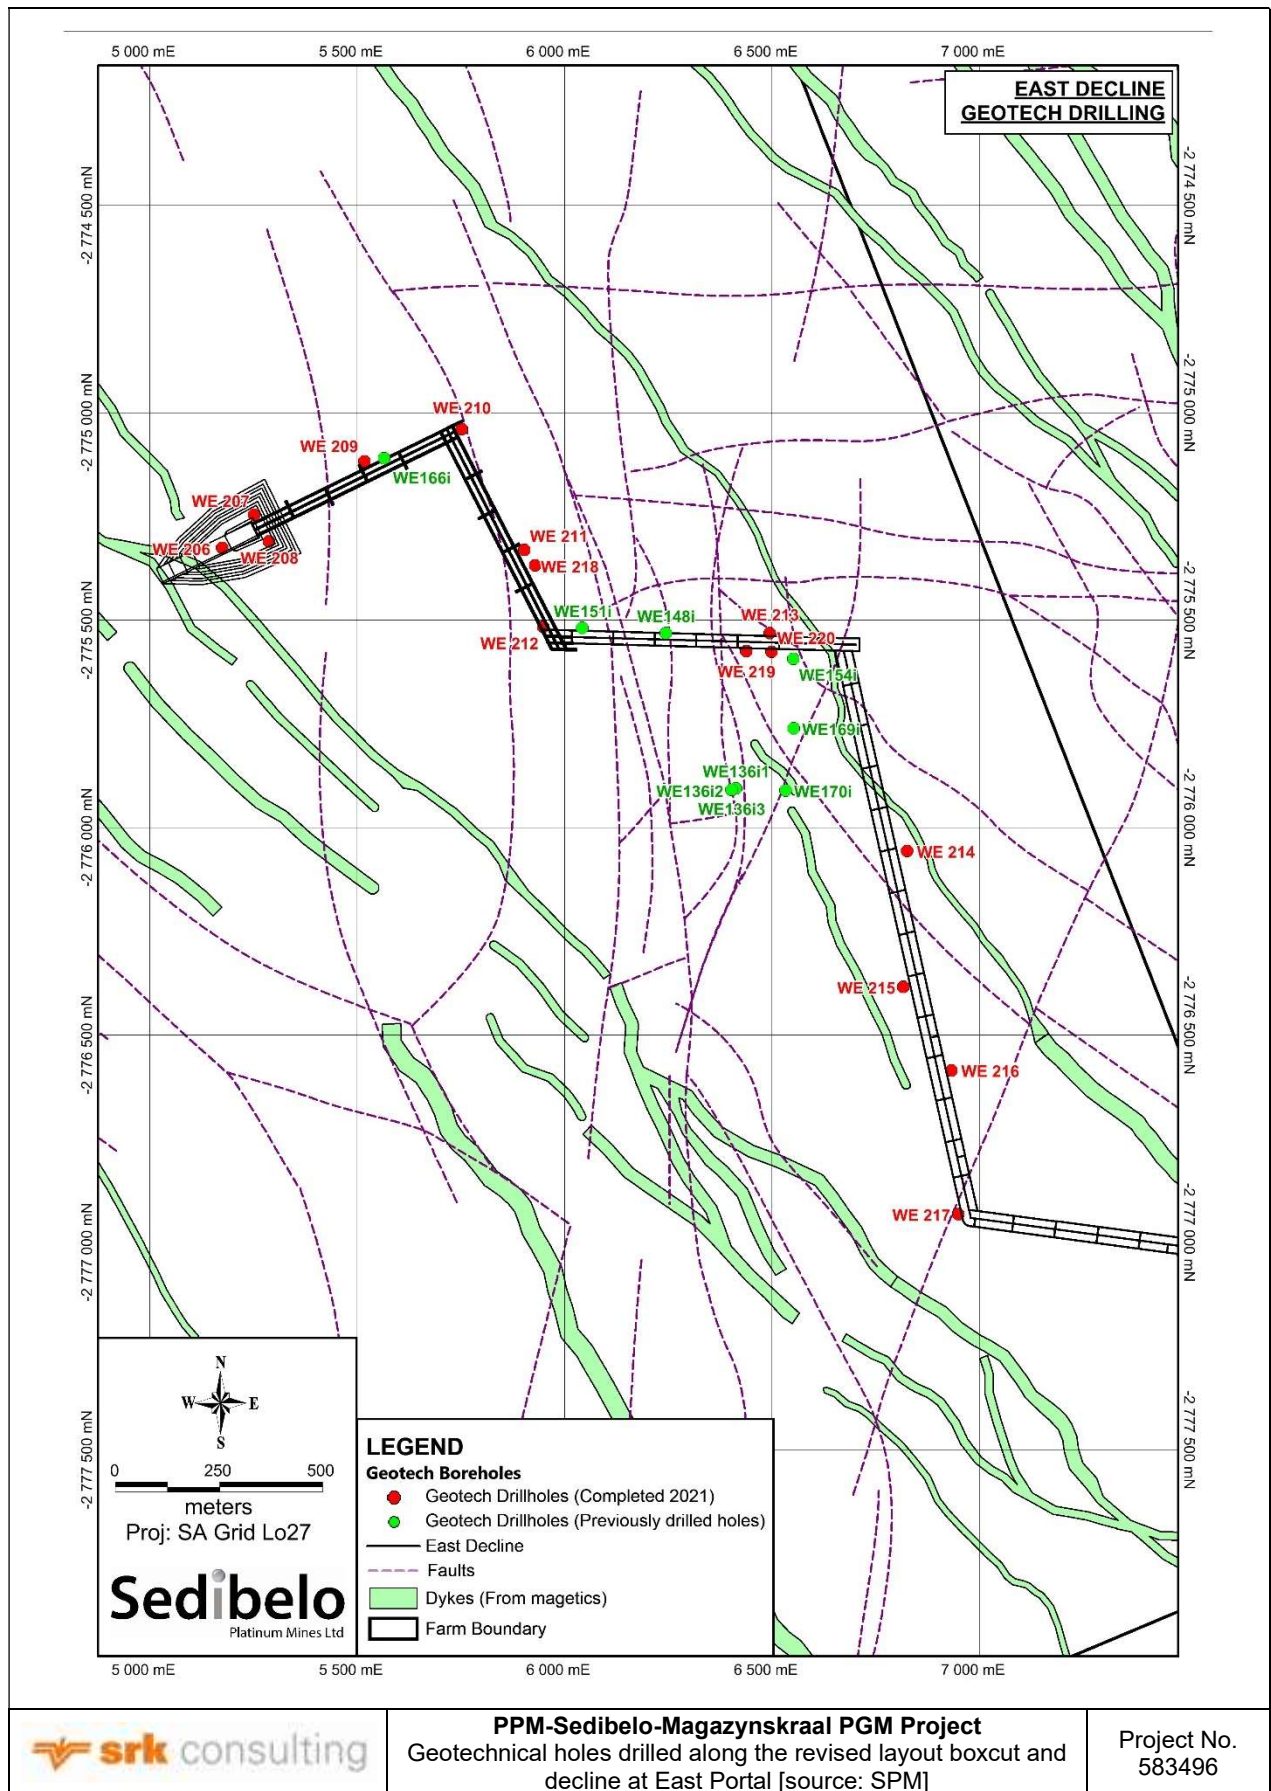 5 000 mE
5 500 mE
6 000 mE
6 500 mE
7 000 mE
EAST DECLINE
GEOTECH DRILLING
-2 774 500 mN
-2 774 500 mN
-2 775 000 mN
-2 775 000 mN
WE 210
WE 209
WE166i
WE 207
WE 206
WE 208
WE 211
WE 218
-2 775 500 mN
-2 775 500 mN
WE151i
WE148i
WE 213
WE 220
WE 212
WE 219
WE154i
WE169i
WE136i1
WE136i2
WE170i
WE136i3
-2 776 000 mN
-2 776 000 mN
WE 214
WE 215
-2 776 500 mN
-2 776 500 mN
WE 216
WE 217
-2 777 000 mN
-2 777 000 mN
N
W E
S
0 250 500
meters
Proj: SA Grid Lo27
Sedibelo
Platinum Mines Ltd
-2 777 500 mN
-2 777 500 mN
LEGEND
Geotech Boreholes
Geotech Drillholes (Completed 2021)
Geotech Drillholes (Previously drilled holes)
East Decline
Faults
Dykes (From magetics)
Farm Boundary
5 000 mE
5 500 mE
6 000 mE
6 500 mE
7 000 mE
srk consulting
PPM-Sedibelo-Magazynskraal PGM Project
Geotechnical holes drilled along the revised layout boxcut and
decline at East Portal [source: SPM]
Project No.
583496